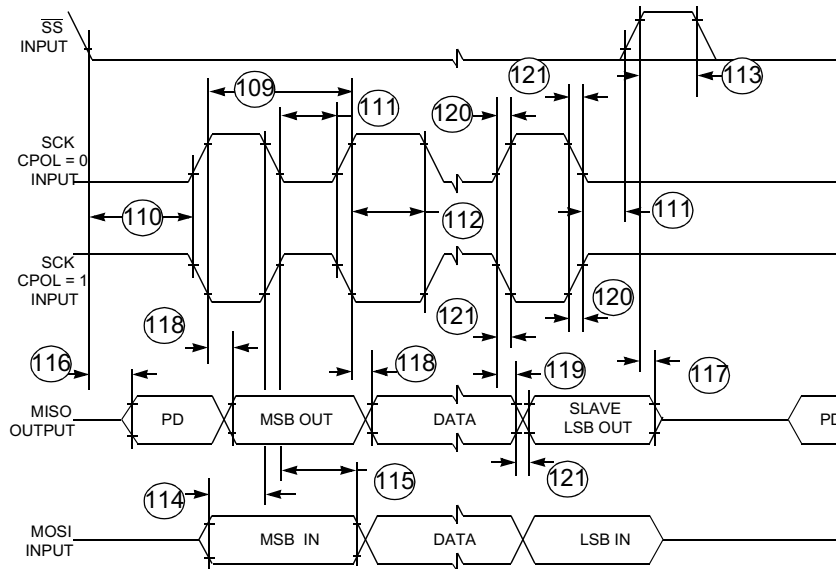 SS
INPUT
121
113
109
111
120
SCK
CPOL = 0
INPUT
110
112
111
SCK
CPOL = 1
INPUT
121
120
118
116
118
119
117
MISO
OUTPUT
PD
MSB OUT
DATA
SLAVE
LSB OUT
PD
114
115
121
MOSI
INPUT
MSB IN
DATA
LSB IN